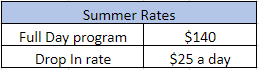 Summer Rates
Full Day program $140
Drop In rate $25 a day